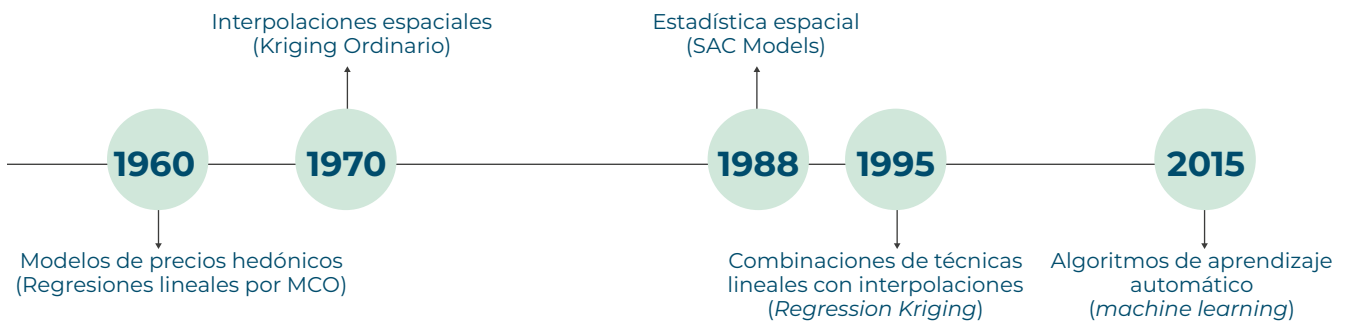 Interpolaciones espaciales
(Kriging Ordinario)
Estadística espacial
(SAC Models)
1960
1970
1988
1995
2015
Modelos de precios hedónicos
(Regresiones lineales por MCO)
Combinaciones de técnicas
lineales con interpolaciones
(Regression Kriging)
Algoritmos de aprendizaje
automático
(machine learning)